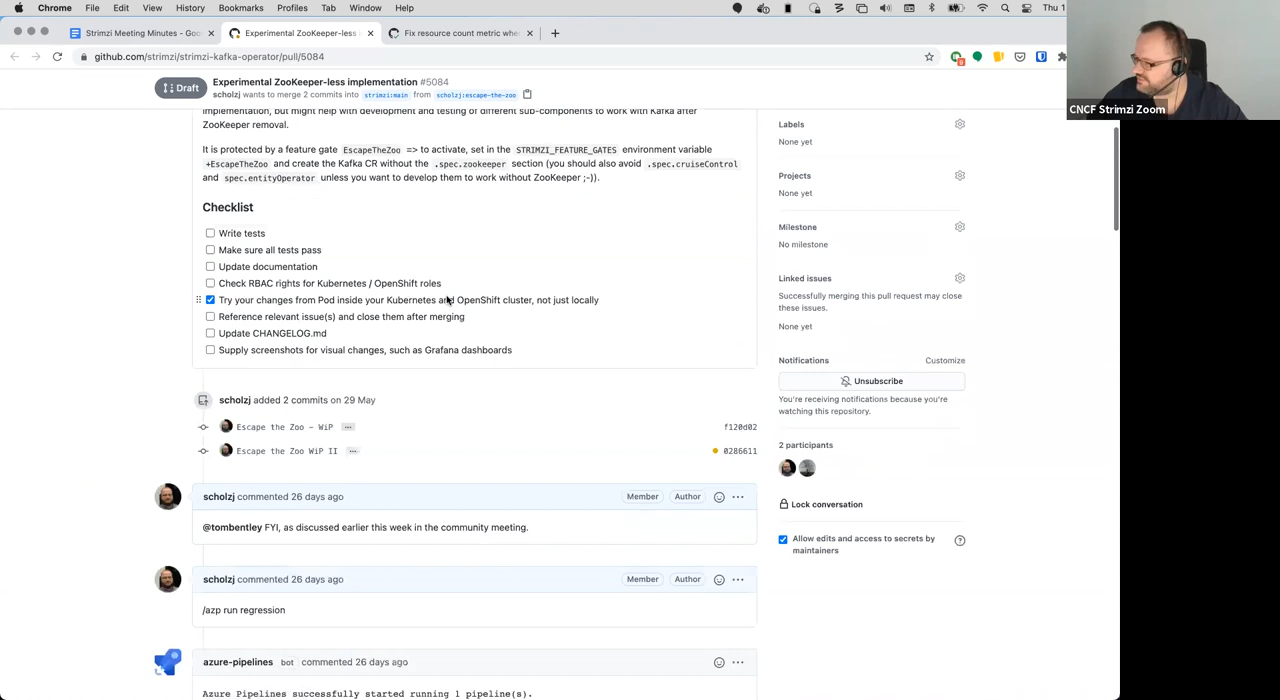 Chrome File Edit View History Bookmarks Profiles Tab Window Help
Thu 1
Strimzi Meeting Minutes - Goo
Experimental ZooKeeper-less i
Fix resource count metric whe
github.com/strimzi/strimzi-kafka-operator/pull/5084
CNCF Strimzi Zoom
Draft
Experimental ZooKeeper-less implementation #5084
scholzj wants to merge 2 commits into strimzi:main from scholzj:escape-the-zoo
implementation, but might help with development and testing of different sub-components to work with Kafka after
ZooKeeper removal.
It is protected by a feature gate EscapeTheZoo => to activate, set in the STRIMZI_FEATURE_GATES environment variable
+EscapeTheZoo and create the Kafka CR without the .spec.zookeeper section (you should also avoid .spec.cruiseControl
and spec.entityOperator unless you want to develop them to work without ZooKeeper ;-)).
Checklist
Write tests
Make sure all tests pass
Update documentation
Check RBAC rights for Kubernetes / OpenShift roles
Try your changes from Pod inside your Kubernetes and OpenShift cluster, not just locally
Reference relevant issue(s) and close them after merging
Update CHANGELOG.md
Supply screenshots for visual changes, such as Grafana dashboards
scholzj added 2 commits on 29 May
Escape the Zoo - WiP ... f120d02
Escape the Zoo WiP II ... 0286611
scholzj commented 26 days ago Member Author ...
@tombentley FYI, as discussed earlier this week in the community meeting.
scholzj commented 26 days ago Member Author ...
/azp run regression
azure-pipelines bot commented 26 days ago ...
Azure Pipelines successfully started running 1 pipeline(s).
Labels
None yet
Projects
None yet
Milestone
No milestone
Linked issues
Successfully merging this pull request may close
these issues.
None yet
Notifications Customize
Unsubscribe
You're receiving notifications because you're
watching this repository.
2 participants
Lock conversation
Allow edits and access to secrets by
maintainers